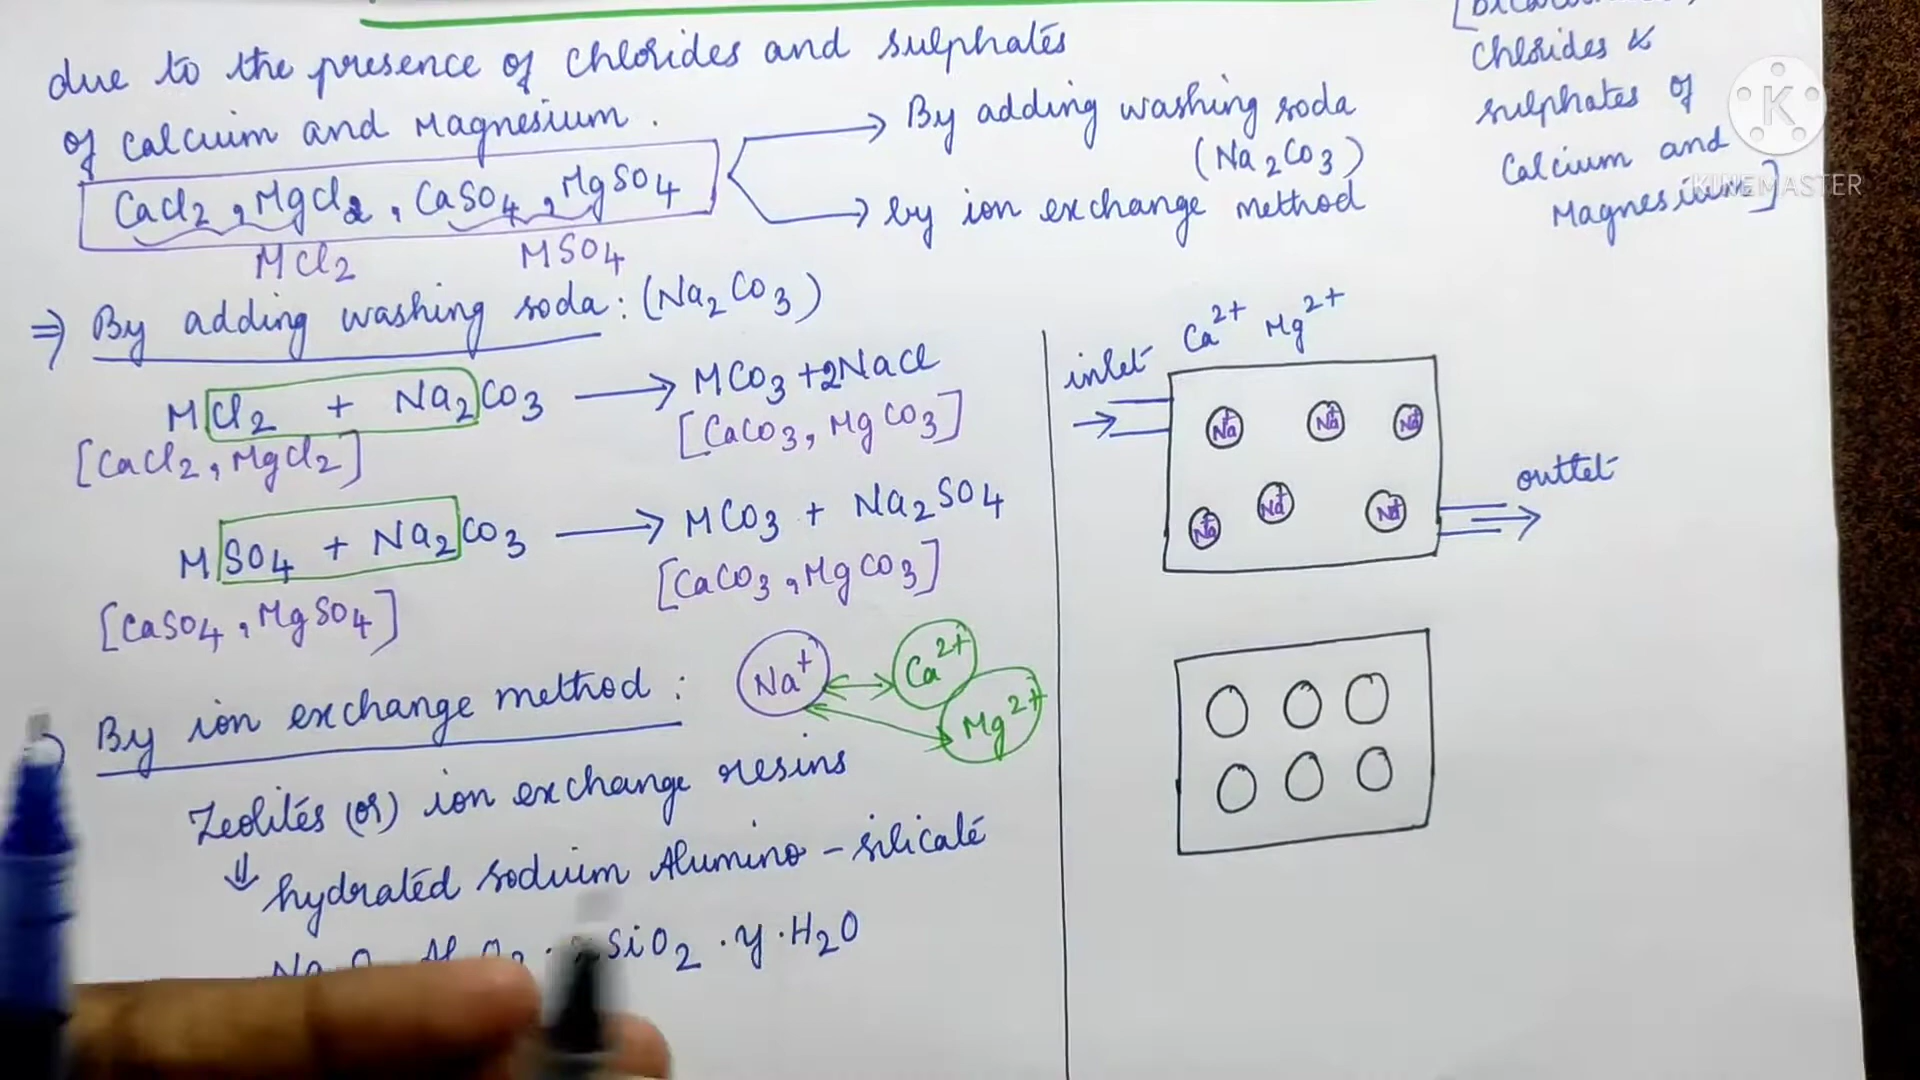 due to the presence of chlorides and sulphates
of calcuim and Magnesium.
CaCl2, MgCl2, CaSO4, MgSO4
MCl2 MSO4
By adding washing soda
(Na2CO3)
by ion exchange method
chlorides &
sulphates of
calcium and
Magnesium]
K
KINEMASTER
⇒ By adding washing soda: (Na2CO3)
MCl2 + Na2CO3 → MCO3 + 2NaCl
[CaCl2, MgCl2] [CaCO3, MgCO3]
MSO4 + Na2CO3 → MCO3 + Na2SO4
[CaSO4, MgSO4] [CaCO3, MgCO3]
By ion exchange method:
Na+ Ca2+
Mg2+
Zeolites (or) ion exchange resins
hydrated sodium Alumino-silicate
SiO2 . y . H2O
Ca2+ Mg2+
inlet
Na+ Na+ Na+
Na+ Na+ Na+
outlet